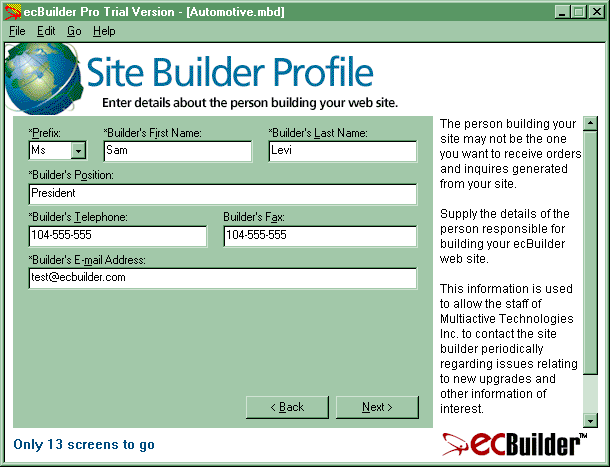 ecBuilder Pro Trial Version - [Automotive.mbd]
File Edit Go Help
Site Builder Profile
Enter details about the person building your web site.
*Prefix: *Builder's First Name: *Builder's Last Name:
Ms Sam Levi
*Builder's Position:
President
*Builder's Telephone: Builder's Fax:
104-555-555 104-555-555
*Builder's E-mail Address:
test@ecbuilder.com
< Back Next >
The person building your
site may not be the one
you want to receive orders
and inquires generated
from your site.
Supply the details of the
person responsible for
building your ecBuilder
web site.
This information is used
to allow the staff of
Multiactive Technologies
Inc. to contact the site
builder periodically
regarding issues relating
to new upgrades and
other information of
interest.
Only 13 screens to go
ecBuilder™